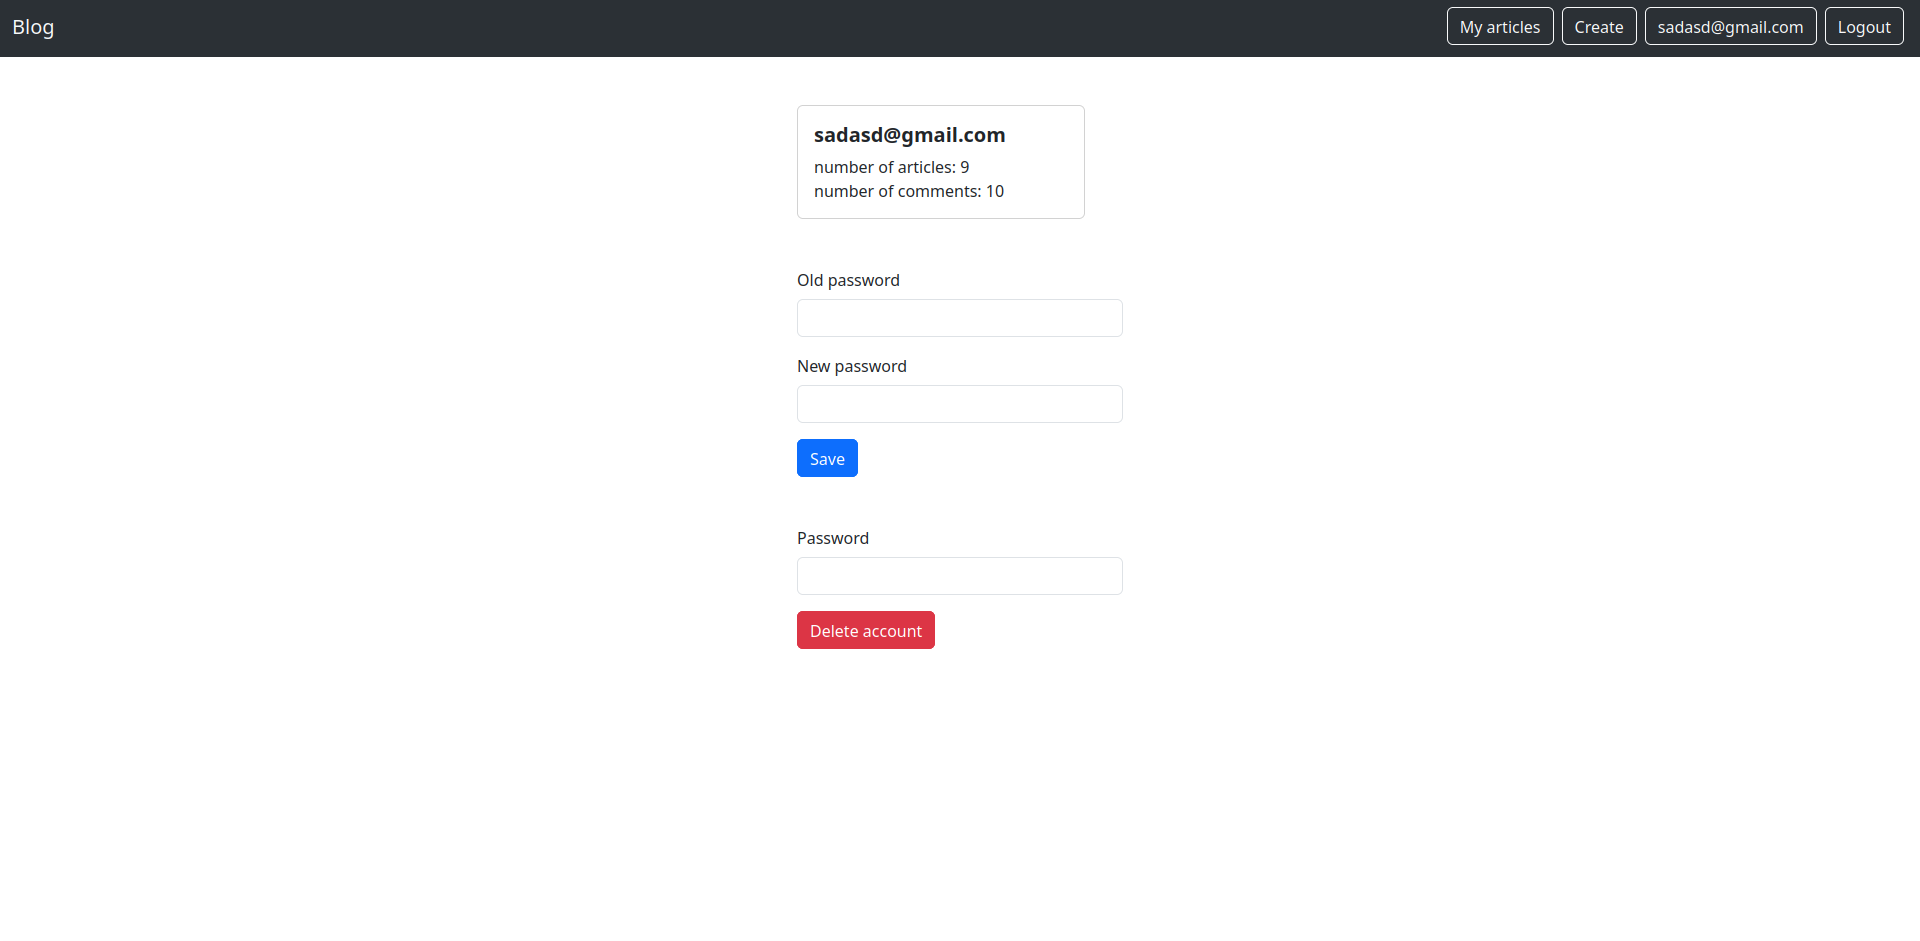 Blog
My articles
Create
sadasd@gmail.com
Logout
sadasd@gmail.com
number of articles: 9
number of comments: 10
Old password
New password
Save
Password
Delete account